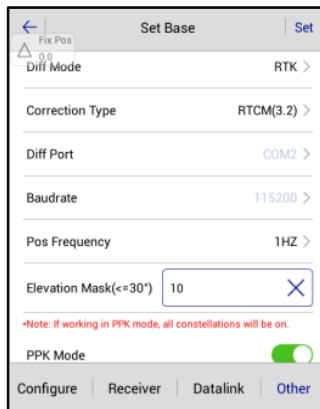 Set Base
Set
Fix Pos
0.0
Diff Mode
RTK
Correction Type
RTCM(3.2)
Diff Port
COM2
Baudrate
115200
Pos Frequency
1HZ
Elevation Mask(<=30°)
10
*Note: If working in PPK mode, all constellations will be on.
PPK Mode
Configure
Receiver
Datalink
Other